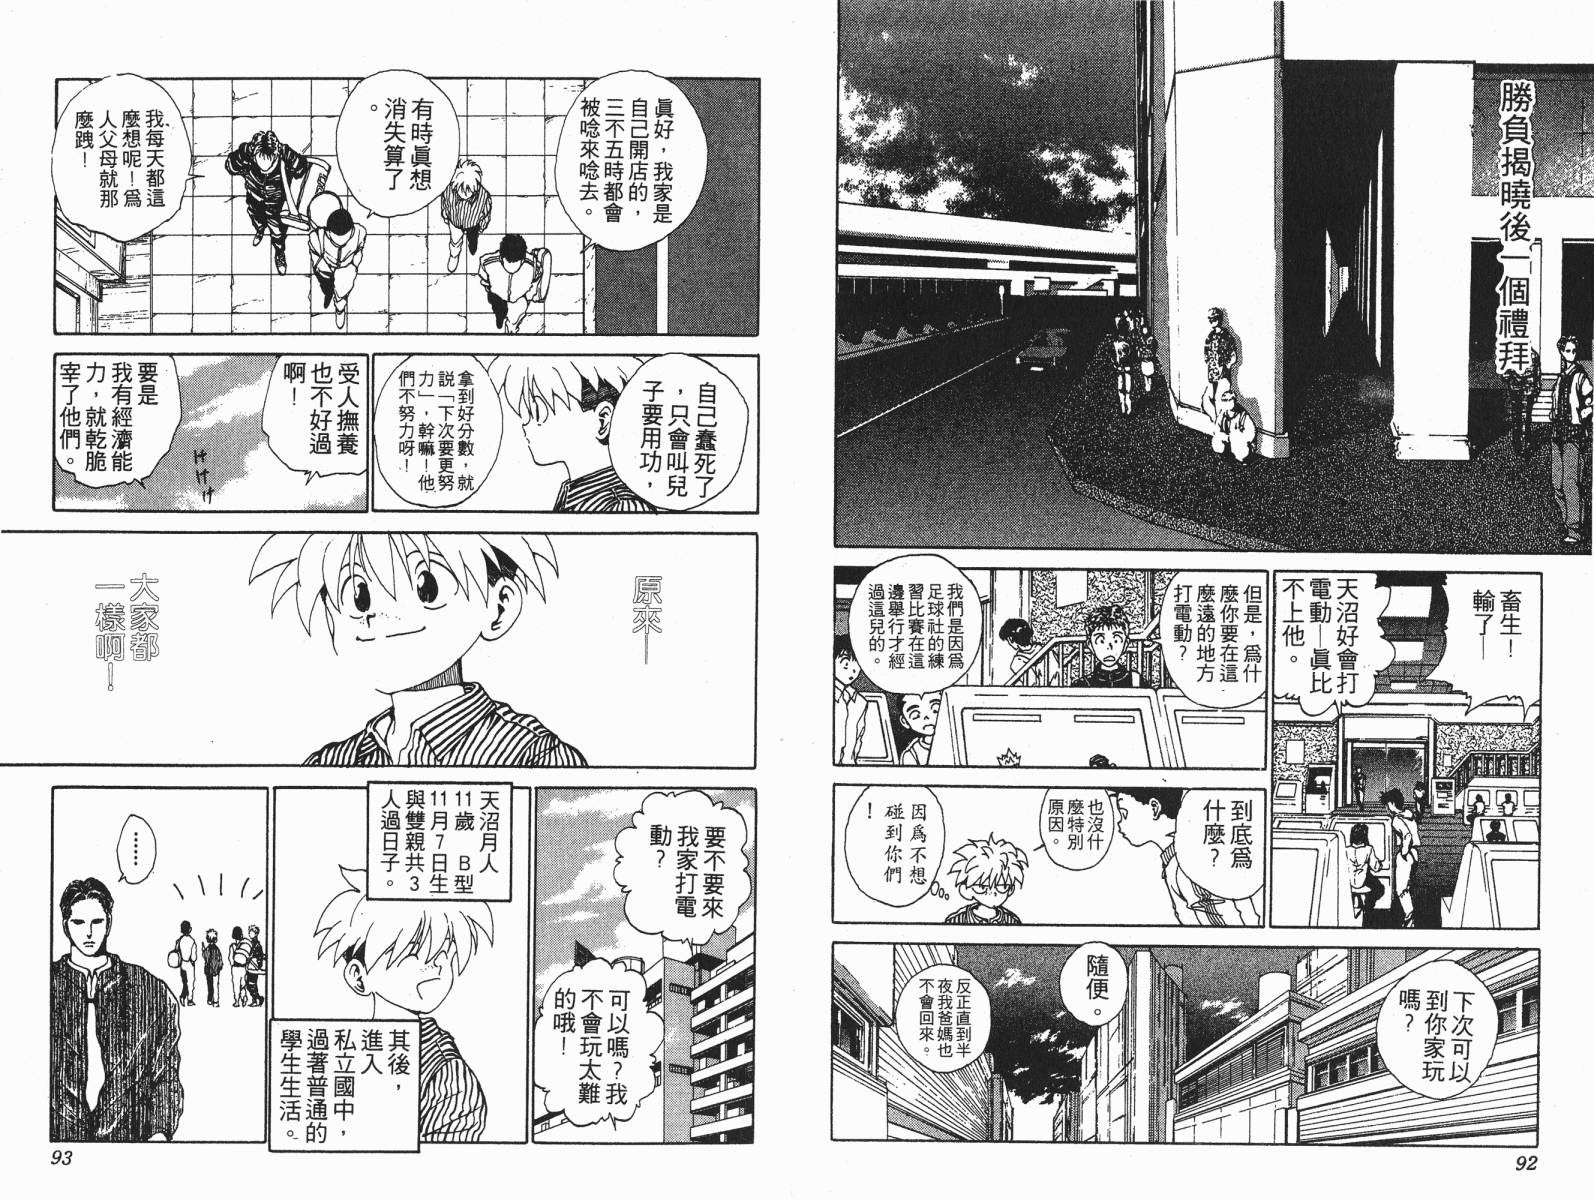 勝負揭曉後一個禮拜
畜生！
輸了—
天沼好會打
電動—真比
不上他。
但是，為什
麼你要在這
麼遠的地方
打電動？
我們是因為
足球社的練
習比賽在這
邊舉行才經
過這兒的。
到底為
什麼？
也沒什
麼特別
原因。
因為不想
碰到你們
！
下次可以
到你家玩
嗎？
隨便。
反正直到半
夜我爸媽也
不會回來。
92
真好，我家是
自己開店的，
三不五時都會
被唸來唸去。
有時真想
消失算了
。
我每天都這
麼想呢！為
人父母就那
麼跩！
自己蠢死了
，只會叫兒
子要用功，
拿到好分數，就
說「下次要更努
力」，幹嘛！他
們不努力呀！
受人撫養
也不好過
啊！
要是
我有經濟能
力，就乾脆
宰了他們。
ケケケ
原來—
大家都
一樣啊！
要不要來
我家打電
動？
可以嗎？我
不會玩太難
的哦！
天沼月人
11歲 B型
11月7日生
與雙親共3
人過日子。
其後，
進入
私立國中，
過著普通的
學生生活。
……
93